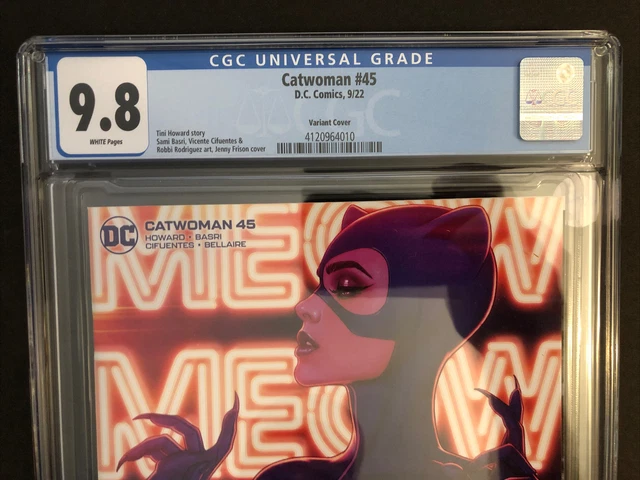 CGC UNIVERSAL GRADE
9.8
WHITE Pages
Catwoman #45
D.C. Comics, 9/22
Variant Cover
4120964010
Tini Howard story
Sami Basri, Vicente Cifuentes &
Robbi Rodriguez art, Jenny Frison cover
CGC
DC
CATWOMAN 45
HOWARD • BASRI
CIFUENTES • BELLAIRE
MEOW
MEOW